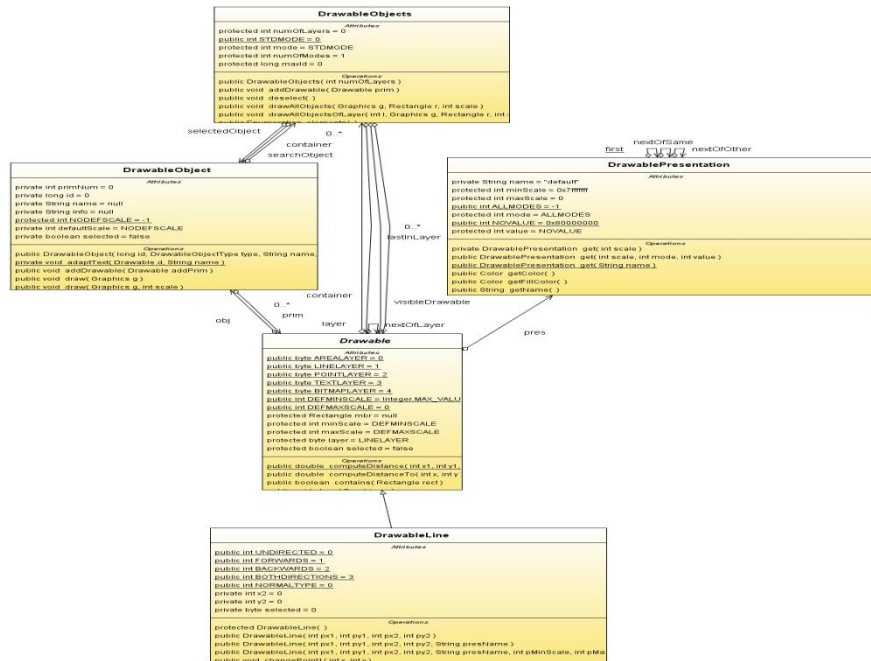 DrawableObjects
Attributes
protected int numOfLayers = 0
public int STDMODE = 0
protected int mode = STDMODE
protected int numOfModes = 1
protected long maxId = 0
Operations
public DrawableObjects( int numOfLayers )
public void addDrawable( Drawable prim )
public void deselect( )
public void drawAllObjects( Graphics g, Rectangle r, int scale )
public void drawAllObjectsOfLayer( int l, Graphics g, Rectangle r, int
selectedObject
0..*
container
searchObject
DrawableObject
Attributes
private int primNum = 0
private long id = 0
private String name = null
private String info = null
protected int NODEFSCALE = -1
private int defaultScale = NODEFSCALE
private boolean selected = false
Operations
public DrawableObject( long id, DrawableObjectType type, String name,
private void adaptText( Drawable d, String name )
public void addDrawable( Drawable addPrim )
public void draw( Graphics g )
public void draw( Graphics g, int scale )
nextOfSame
first
nextOfOther
DrawablePresentation
Attributes
private String name = "default"
protected int minScale = 0x7fffffff
protected int maxScale = 0
public int ALLMODES = -1
protected int mode = ALLMODES
public int NOVALUE = 0x80000000
protected int value = NOVALUE
Operations
private DrawablePresentation get( int scale )
public DrawablePresentation get( int scale, int mode, int value )
public DrawablePresentation get( String name )
public Color getColor( )
public Color getFillColor( )
public String getName( )
0..*
lastInLayer
container
visibleDrawable
0..*
prim
obj
layer
nextOfLayer
pres
Drawable
Attributes
public byte AREALAYER = 0
public byte LINELAYER = 1
public byte POINTLAYER = 2
public byte TEXTLAYER = 3
public byte BITMAPLAYER = 4
public int DEFMINSCALE = Integer.MAX_VALU
public int DEFMAXSCALE = 0
protected Rectangle mbr = null
protected int minScale = DEFMINSCALE
protected int maxScale = DEFMAXSCALE
protected byte layer = LINELAYER
protected boolean selected = false
Operations
public double computeDistance( int x1, int y1,
public double computeDistanceTo( int x, int y
public boolean contains( Rectangle rect )
DrawableLine
Attributes
public int UNDIRECTED = 0
public int FORWARDS = 1
public int BACKWARDS = 2
public int BOTHDIRECTIONS = 3
public int NORMALTYPE = 0
private int x2 = 0
private int y2 = 0
private byte selected = 0
Operations
protected DrawableLine( )
public DrawableLine( int px1, int py1, int px2, int py2 )
public DrawableLine( int px1, int py1, int px2, int py2, String presName )
public DrawableLine( int px1, int py1, int px2, int py2, String presName, int pMinScale, int pMa